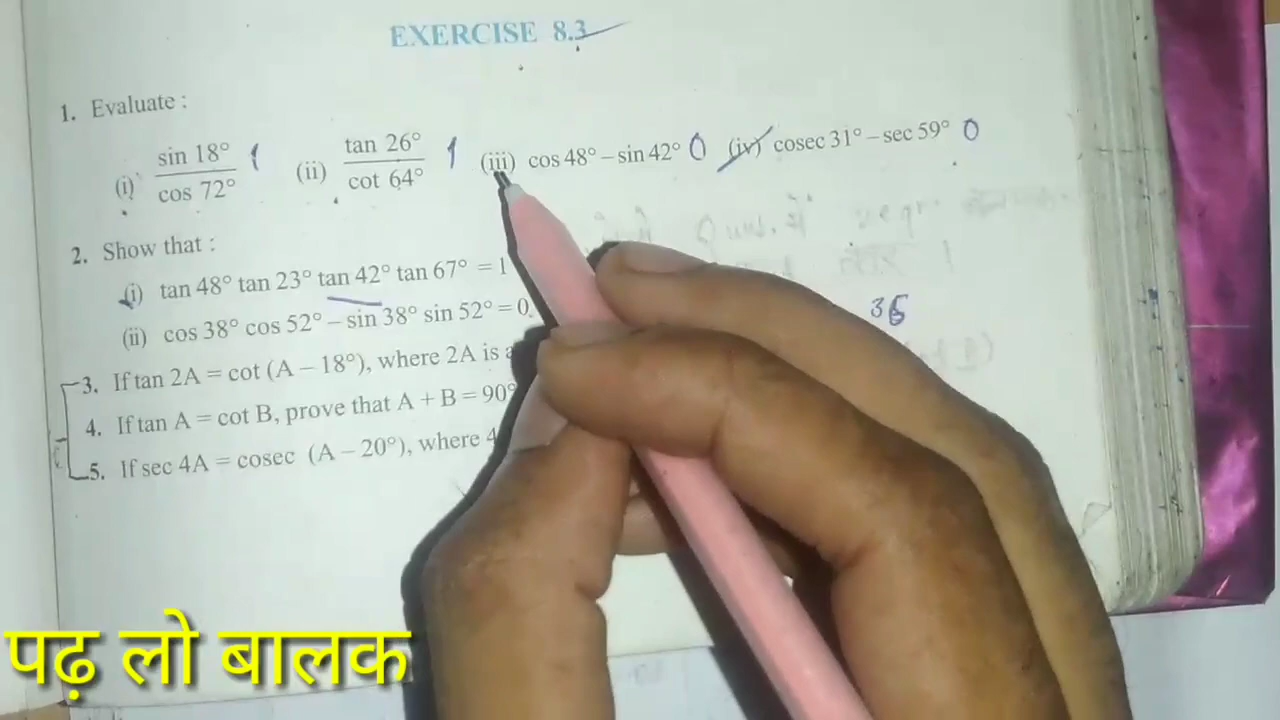 EXERCISE 8.3
1. Evaluate :
(i) sin 18° / cos 72° 1 (ii) tan 26° / cot 64° 1 (iii) cos 48° – sin 42° 0 (iv) cosec 31° – sec 59° 0
2. Show that :
(i) tan 48° tan 23° tan 42° tan 67° = 1
(ii) cos 38° cos 52° – sin 38° sin 52° = 0.
36
3. If tan 2A = cot (A – 18°), where 2A is
4. If tan A = cot B, prove that A + B = 90°
5. If sec 4A = cosec (A – 20°), where 4
पढ़ लो बालक